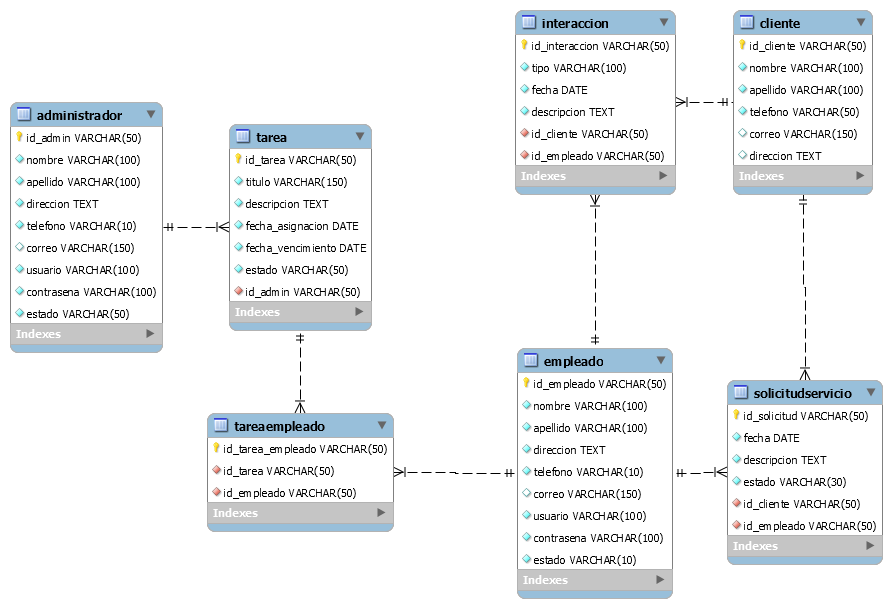 administrador
id_admin VARCHAR(50)
nombre VARCHAR(100)
apellido VARCHAR(100)
direccion TEXT
telefono VARCHAR(10)
correo VARCHAR(150)
usuario VARCHAR(100)
contrasena VARCHAR(100)
estado VARCHAR(50)
Indexes
tarea
id_tarea VARCHAR(50)
titulo VARCHAR(150)
descripcion TEXT
fecha_asignacion DATE
fecha_vencimiento DATE
estado VARCHAR(50)
id_admin VARCHAR(50)
Indexes
tareaempleado
id_tarea_empleado VARCHAR(50)
id_tarea VARCHAR(50)
id_empleado VARCHAR(50)
Indexes
interaccion
id_interaccion VARCHAR(50)
tipo VARCHAR(100)
fecha DATE
descripcion TEXT
id_cliente VARCHAR(50)
id_empleado VARCHAR(50)
Indexes
cliente
id_cliente VARCHAR(50)
nombre VARCHAR(100)
apellido VARCHAR(100)
telefono VARCHAR(50)
correo VARCHAR(150)
direccion TEXT
Indexes
empleado
id_empleado VARCHAR(50)
nombre VARCHAR(100)
apellido VARCHAR(100)
direccion TEXT
telefono VARCHAR(10)
correo VARCHAR(150)
usuario VARCHAR(100)
contrasena VARCHAR(100)
estado VARCHAR(10)
Indexes
solicitudservicio
id_solicitud VARCHAR(50)
fecha DATE
descripcion TEXT
estado VARCHAR(30)
id_cliente VARCHAR(50)
id_empleado VARCHAR(50)
Indexes